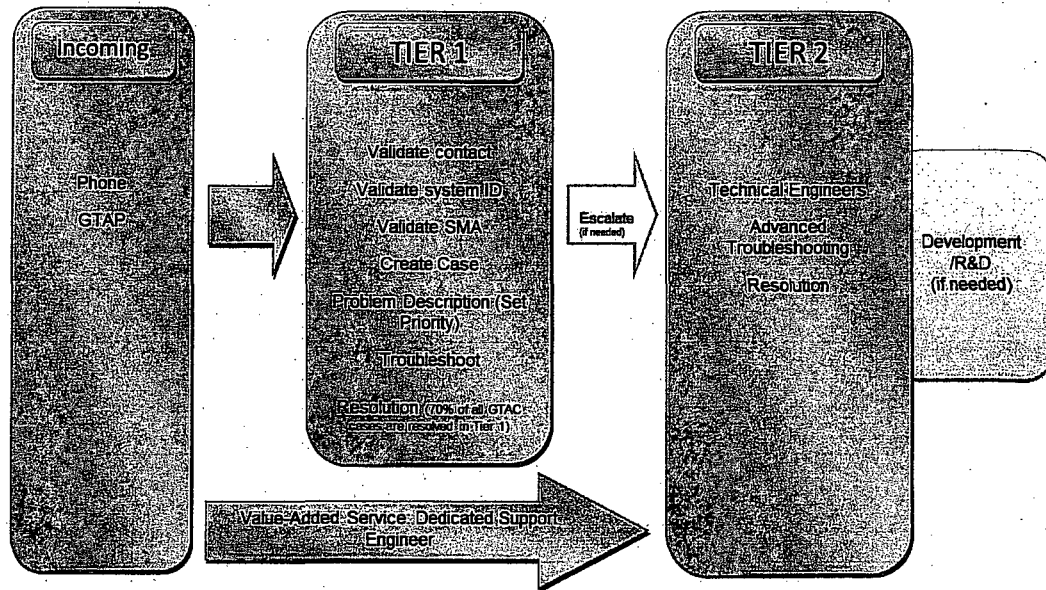 Incoming
Phone
GTAP
TIER 1
Validate contact
Validate system ID
Validate SMA
Create Case
Problem Description (Set
Priority)
Troubleshoot
Resolution (70% of all GTAC
cases are resolved in Tier 1)
Escalate
(if needed)
TIER 2
Technical Engineers
Advanced
Troubleshooting
Resolution
Development
/R&D
(if needed)
Value-Added Service: Dedicated Support
Engineer